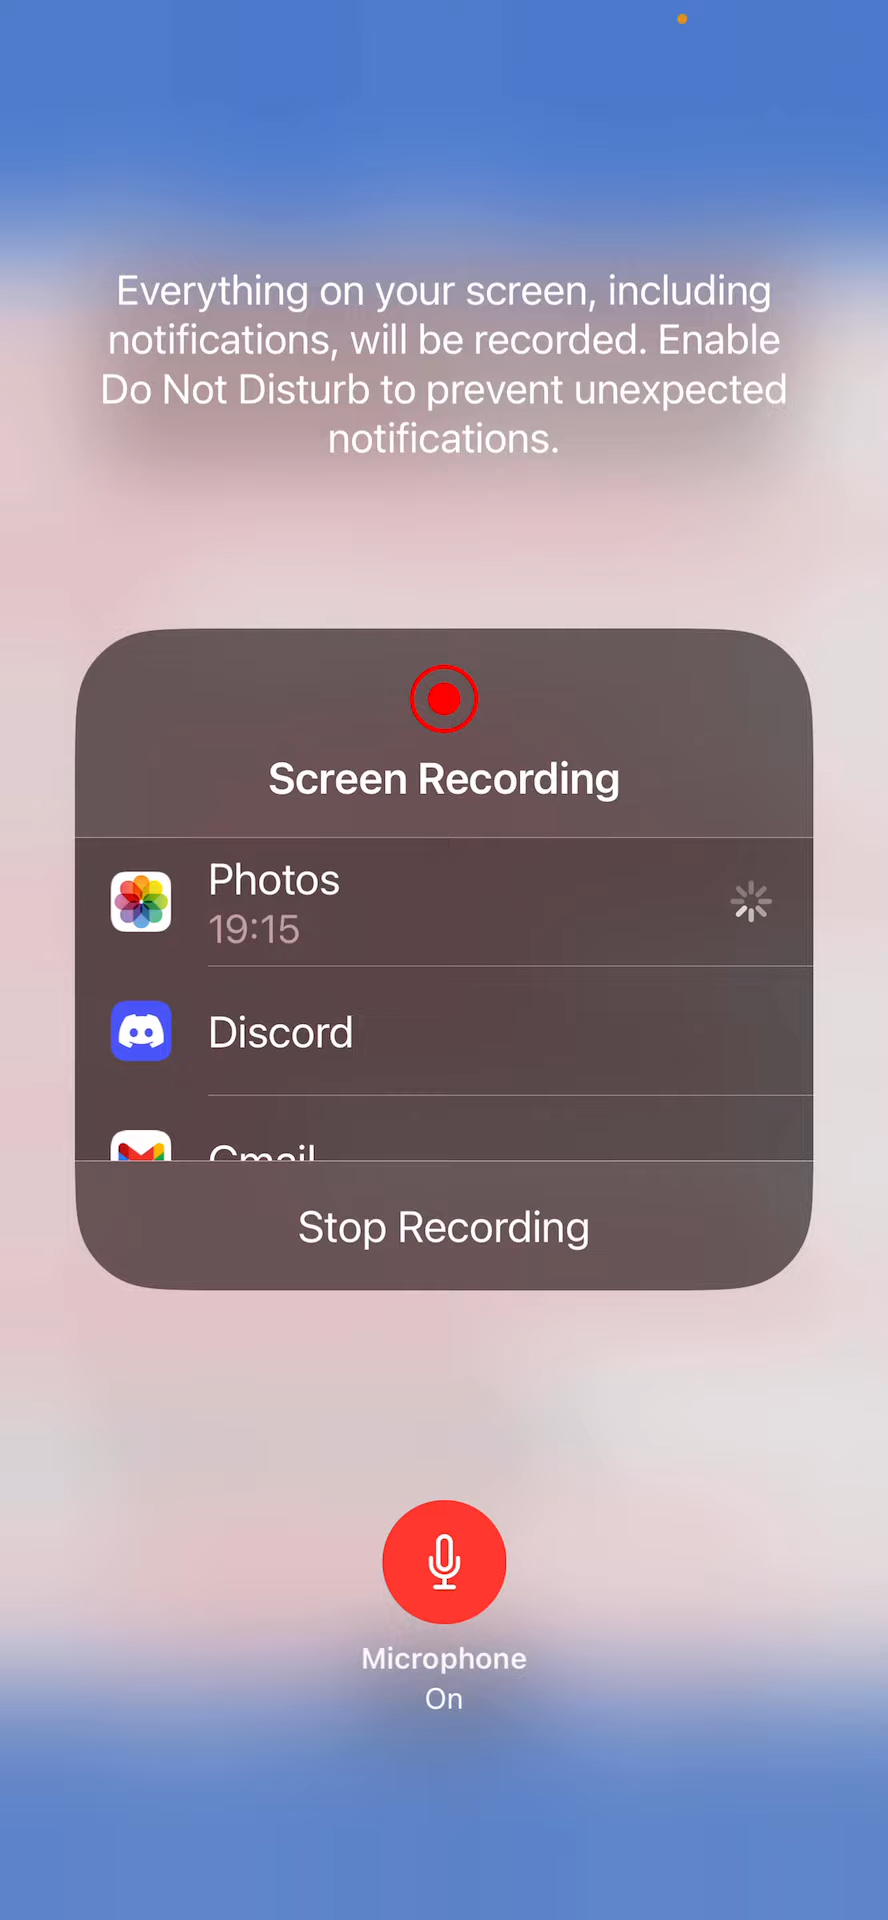 Everything on your screen, including
notifications, will be recorded. Enable
Do Not Disturb to prevent unexpected
notifications.
Screen Recording
Photos
19:15
Discord
Gmail
Stop Recording
Microphone
On